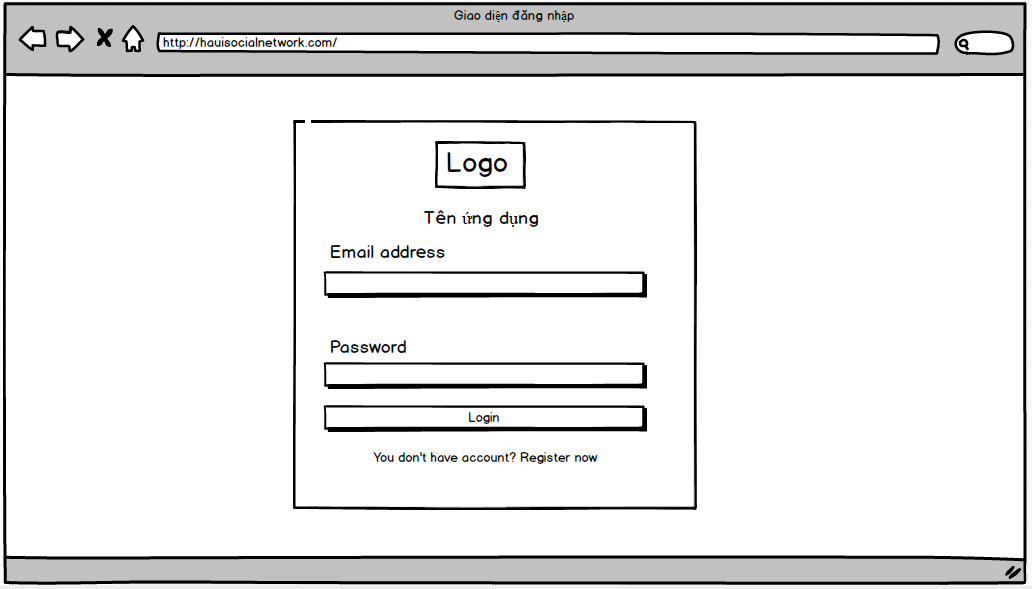 Giao diện đăng nhập
http://hauisocialnetwork.com/
Logo
Tên ứng dụng
Email address
Password
Login
You don't have account? Register now